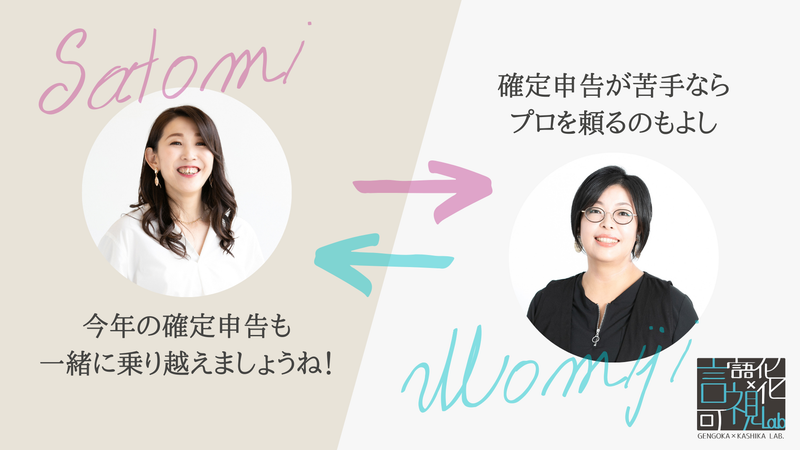 Satomi
今年の確定申告も
一緒に乗り越えましょうね!
確定申告が苦手なら
プロを頼るのもよし
Momiji
言語化
×
可視化
Lab
GENGOKA×KASHIKA LAB.